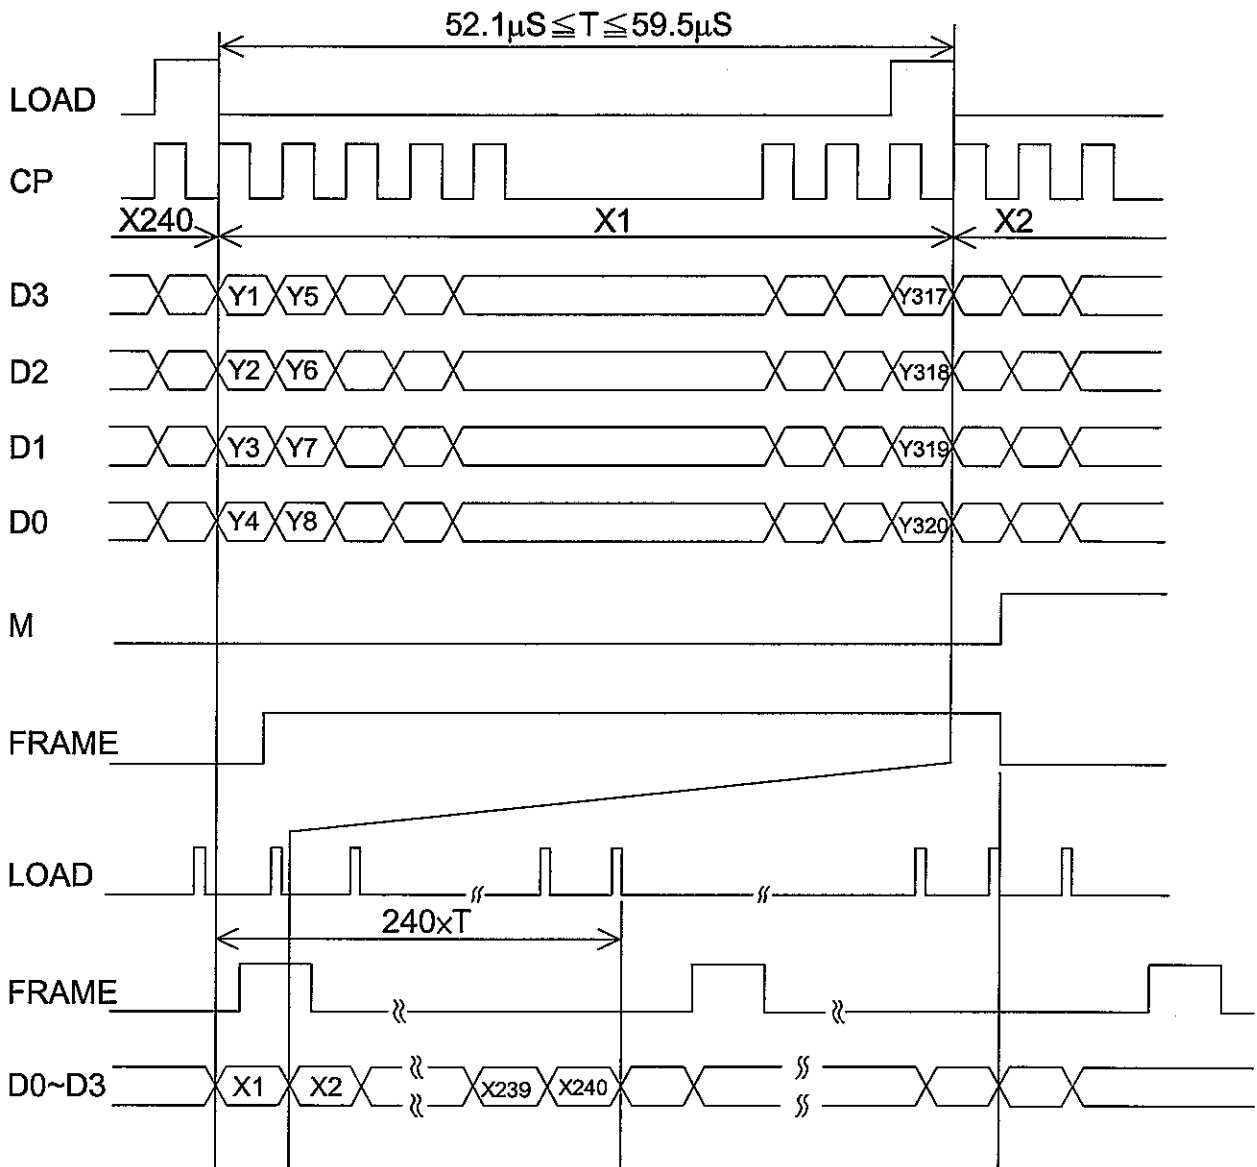 52.1μS≦T≦59.5μS
LOAD
CP
X240 X1 X2
D3 Y1 Y5 Y317
D2 Y2 Y6 Y318
D1 Y3 Y7 Y319
D0 Y4 Y8 Y320
M
FRAME
LOAD
240×T
FRAME
D0~D3 X1 X2 X239 X240